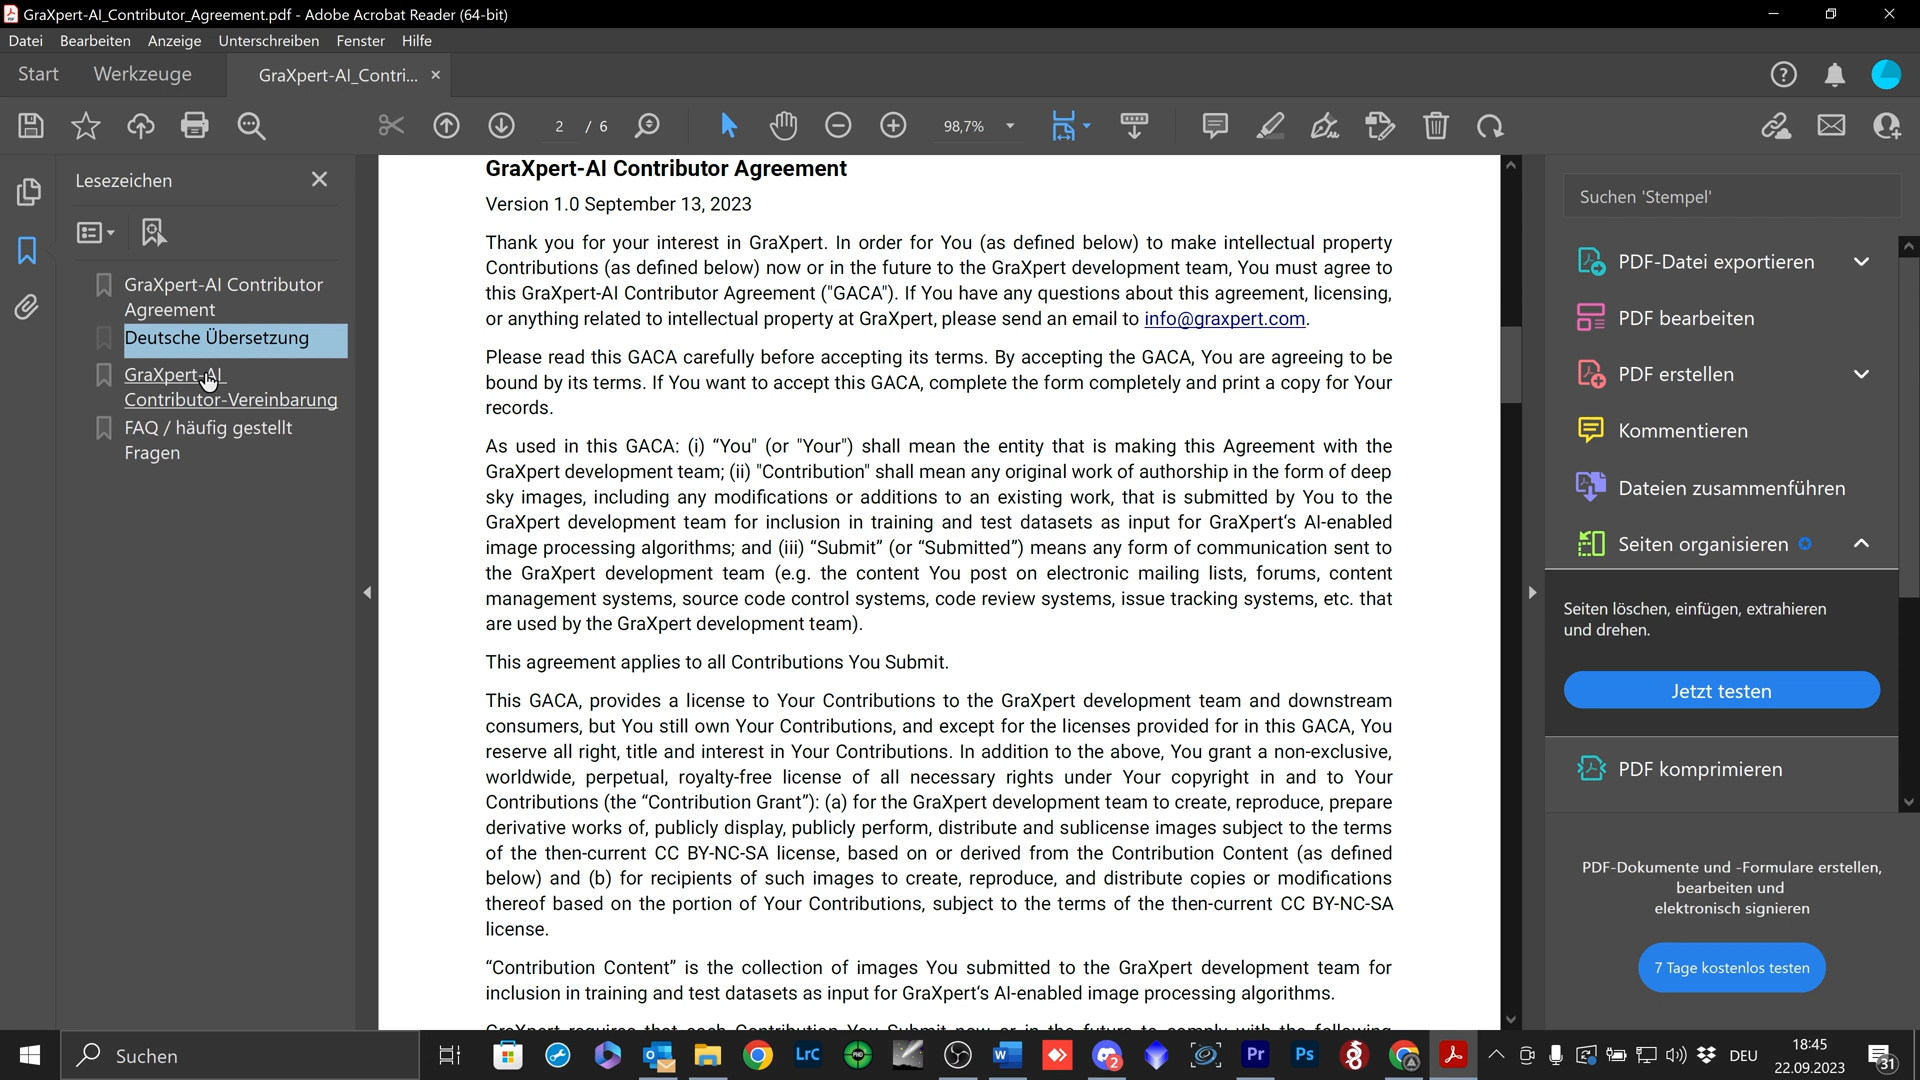 GraXpert-AI_Contributor_Agreement.pdf - Adobe Acrobat Reader (64-bit)
Datei Bearbeiten Anzeige Unterschreiben Fenster Hilfe
Start Werkzeuge GraXpert-AI_Contri... ×
2 / 6 98,7%
Lesezeichen
GraXpert-AI Contributor
Agreement
Deutsche Übersetzung
GraXpert-AI
Contributor-Vereinbarung
FAQ / häufig gestellt
Fragen
GraXpert-AI Contributor Agreement
Version 1.0 September 13, 2023
Thank you for your interest in GraXpert. In order for You (as defined below) to make intellectual property
Contributions (as defined below) now or in the future to the GraXpert development team, You must agree to
this GraXpert-AI Contributor Agreement ("GACA"). If You have any questions about this agreement, licensing,
or anything related to intellectual property at GraXpert, please send an email to info@graxpert.com.
Please read this GACA carefully before accepting its terms. By accepting the GACA, You are agreeing to be
bound by its terms. If You want to accept this GACA, complete the form completely and print a copy for Your
records.
As used in this GACA: (i) “You" (or "Your") shall mean the entity that is making this Agreement with the
GraXpert development team; (ii) "Contribution" shall mean any original work of authorship in the form of deep
sky images, including any modifications or additions to an existing work, that is submitted by You to the
GraXpert development team for inclusion in training and test datasets as input for GraXpert‘s AI-enabled
image processing algorithms; and (iii) “Submit” (or “Submitted”) means any form of communication sent to
the GraXpert development team (e.g. the content You post on electronic mailing lists, forums, content
management systems, source code control systems, code review systems, issue tracking systems, etc. that
are used by the GraXpert development team).
This agreement applies to all Contributions You Submit.
This GACA, provides a license to Your Contributions to the GraXpert development team and downstream
consumers, but You still own Your Contributions, and except for the licenses provided for in this GACA, You
reserve all right, title and interest in Your Contributions. In addition to the above, You grant a non-exclusive,
worldwide, perpetual, royalty-free license of all necessary rights under Your copyright in and to Your
Contributions (the “Contribution Grant”): (a) for the GraXpert development team to create, reproduce, prepare
derivative works of, publicly display, publicly perform, distribute and sublicense images subject to the terms
of the then-current CC BY-NC-SA license, based on or derived from the Contribution Content (as defined
below) and (b) for recipients of such images to create, reproduce, and distribute copies or modifications
thereof based on the portion of Your Contributions, subject to the terms of the then-current CC BY-NC-SA
license.
“Contribution Content” is the collection of images You submitted to the GraXpert development team for
inclusion in training and test datasets as input for GraXpert‘s AI-enabled image processing algorithms.
GraXpert requires that each Contribution You Submit now or in the future to comply with the following
Suchen 'Stempel'
PDF-Datei exportieren
PDF bearbeiten
PDF erstellen
Kommentieren
Dateien zusammenführen
Seiten organisieren
Seiten löschen, einfügen, extrahieren
und drehen.
Jetzt testen
PDF komprimieren
PDF-Dokumente und -Formulare erstellen,
bearbeiten und
elektronisch signieren
7 Tage kostenlos testen
Suchen LrC PHD 2 Pr Ps DEU 18:45
22.09.2023 31